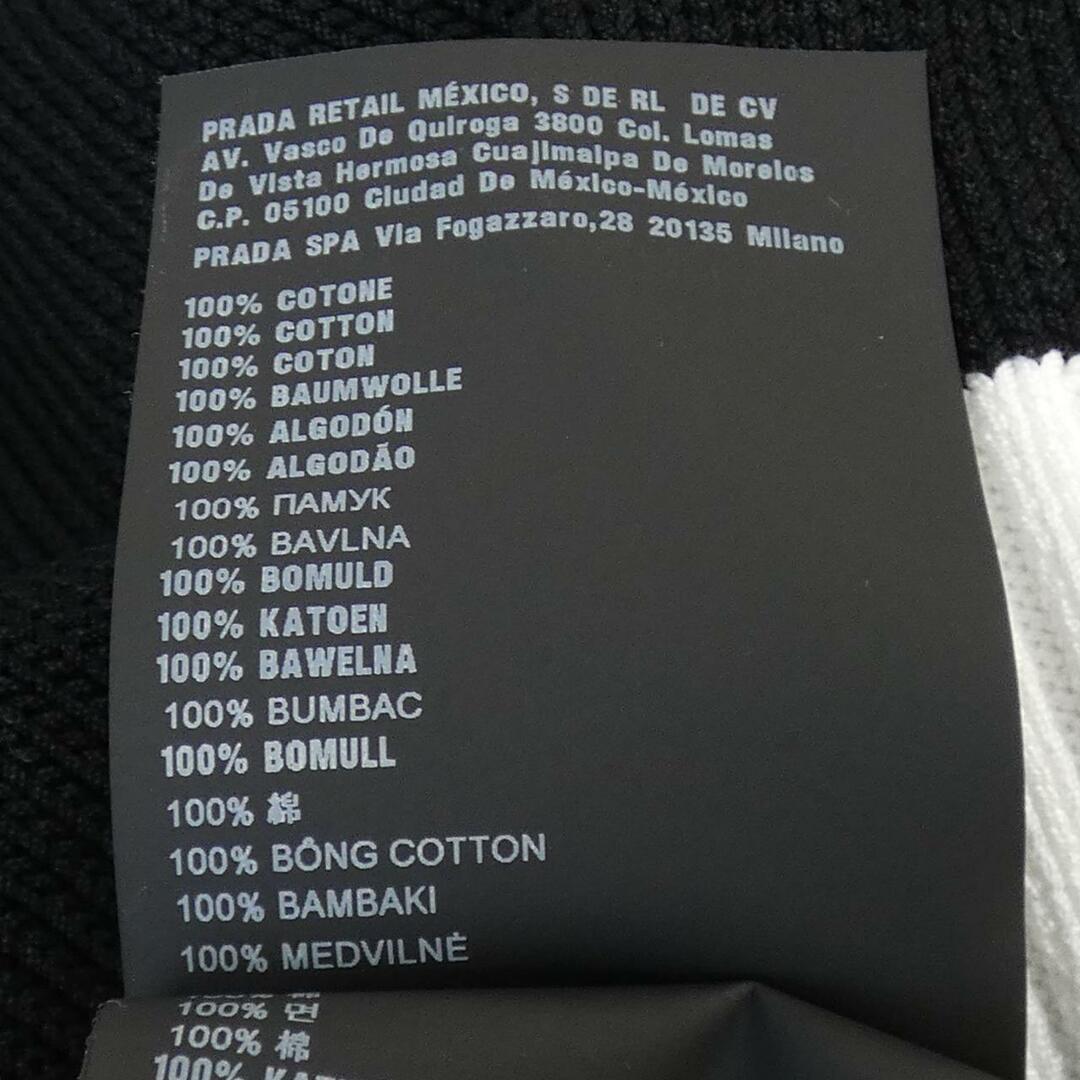 PRADA RETAIL MÉXICO, S DE RL DE CV
AV. Vasco De Quiroga 3800 Col. Lomas
De Vista Hermosa Cuajimalpa De Morelos
C.P. 05100 Ciudad De México-México
PRADA SPA Via Fogazzaro,28 20135 Milano
100% COTONE
100% COTTON
100% COTON
100% BAUMWOLLE
100% ALGODÓN
100% ALGODÃO
100% ПАМУК
100% BAVLNA
100% BOMULD
100% KATOEN
100% BAWELNA
100% BUMBAC
100% BOMULL
100% 綿
100% BÔNG COTTON
100% BAMBAKI
100% MEDVILNĖ
100% 면
100% 棉
100%